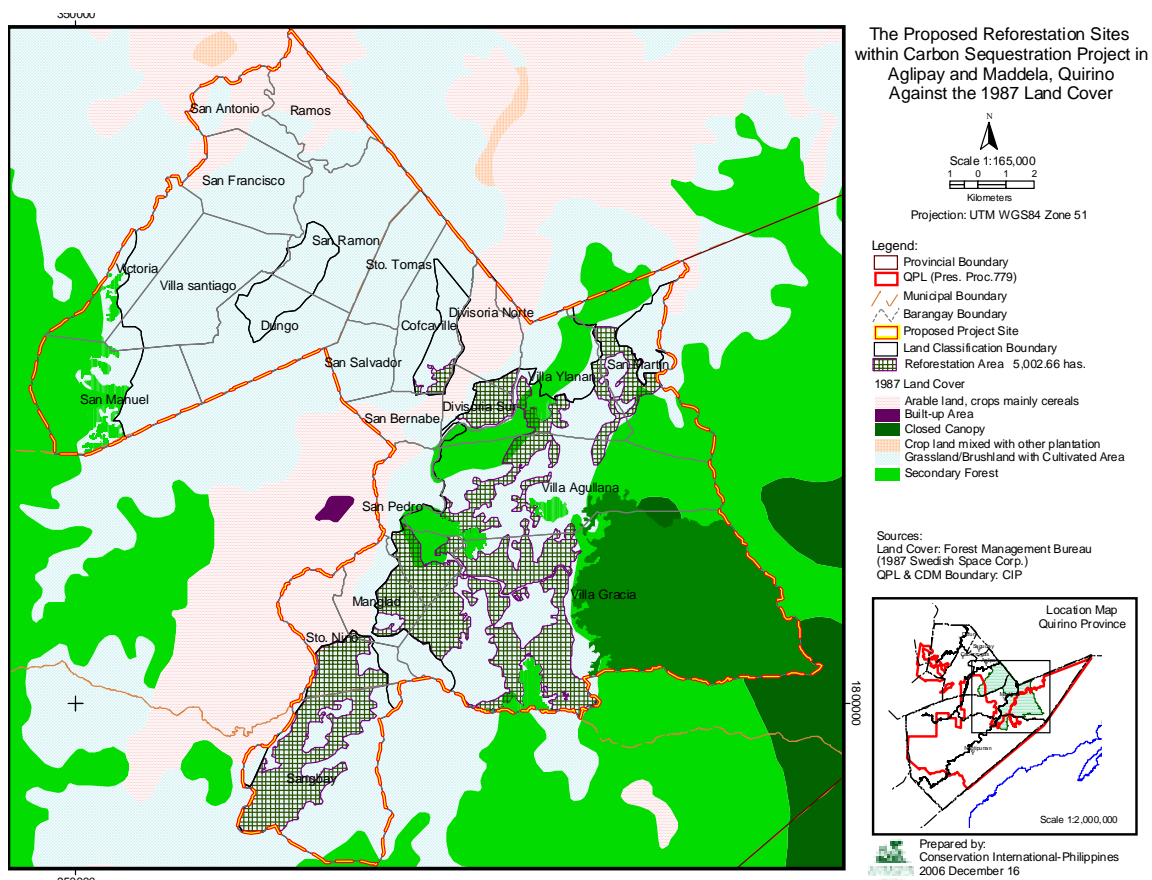 350000
The Proposed Reforestation Sites
within Carbon Sequestration Project in
Aglipay and Maddela, Quirino
Against the 1987 Land Cover
N
Scale 1:165,000
1 0 1 2
Kilometers
Projection: UTM WGS84 Zone 51
Legend:
Provincial Boundary
QPL (Pres. Proc.779)
Municipal Boundary
Barangay Boundary
Proposed Project Site
Land Classification Boundary
Reforestation Area 5,002.66 has.
1987 Land Cover
Arable land, crops mainly cereals
Built-up Area
Closed Canopy
Crop land mixed with other plantation
Grassland/Brushland with Cultivated Area
Secondary Forest
Sources:
Land Cover: Forest Management Bureau
(1987 Swedish Space Corp.)
QPL & CDM Boundary: CIP
Location Map
Quirino Province
Scale 1:2,000,000
Prepared by:
Conservation International-Philippines
2006 December 16
San Antonio
Ramos
San Francisco
San Ramon
Victoria
Sto. Tomas
Villa santiago
Divisoria Norte
Dungo
Cofcaville
San Salvador
San Martin
Villa Ylanan
San Manuel
Divisoria Sur
San Bernabe
Villa Agullana
San Pedro
Villa Gracia
Manglad
Sto. Nino
Sangbay
1800000